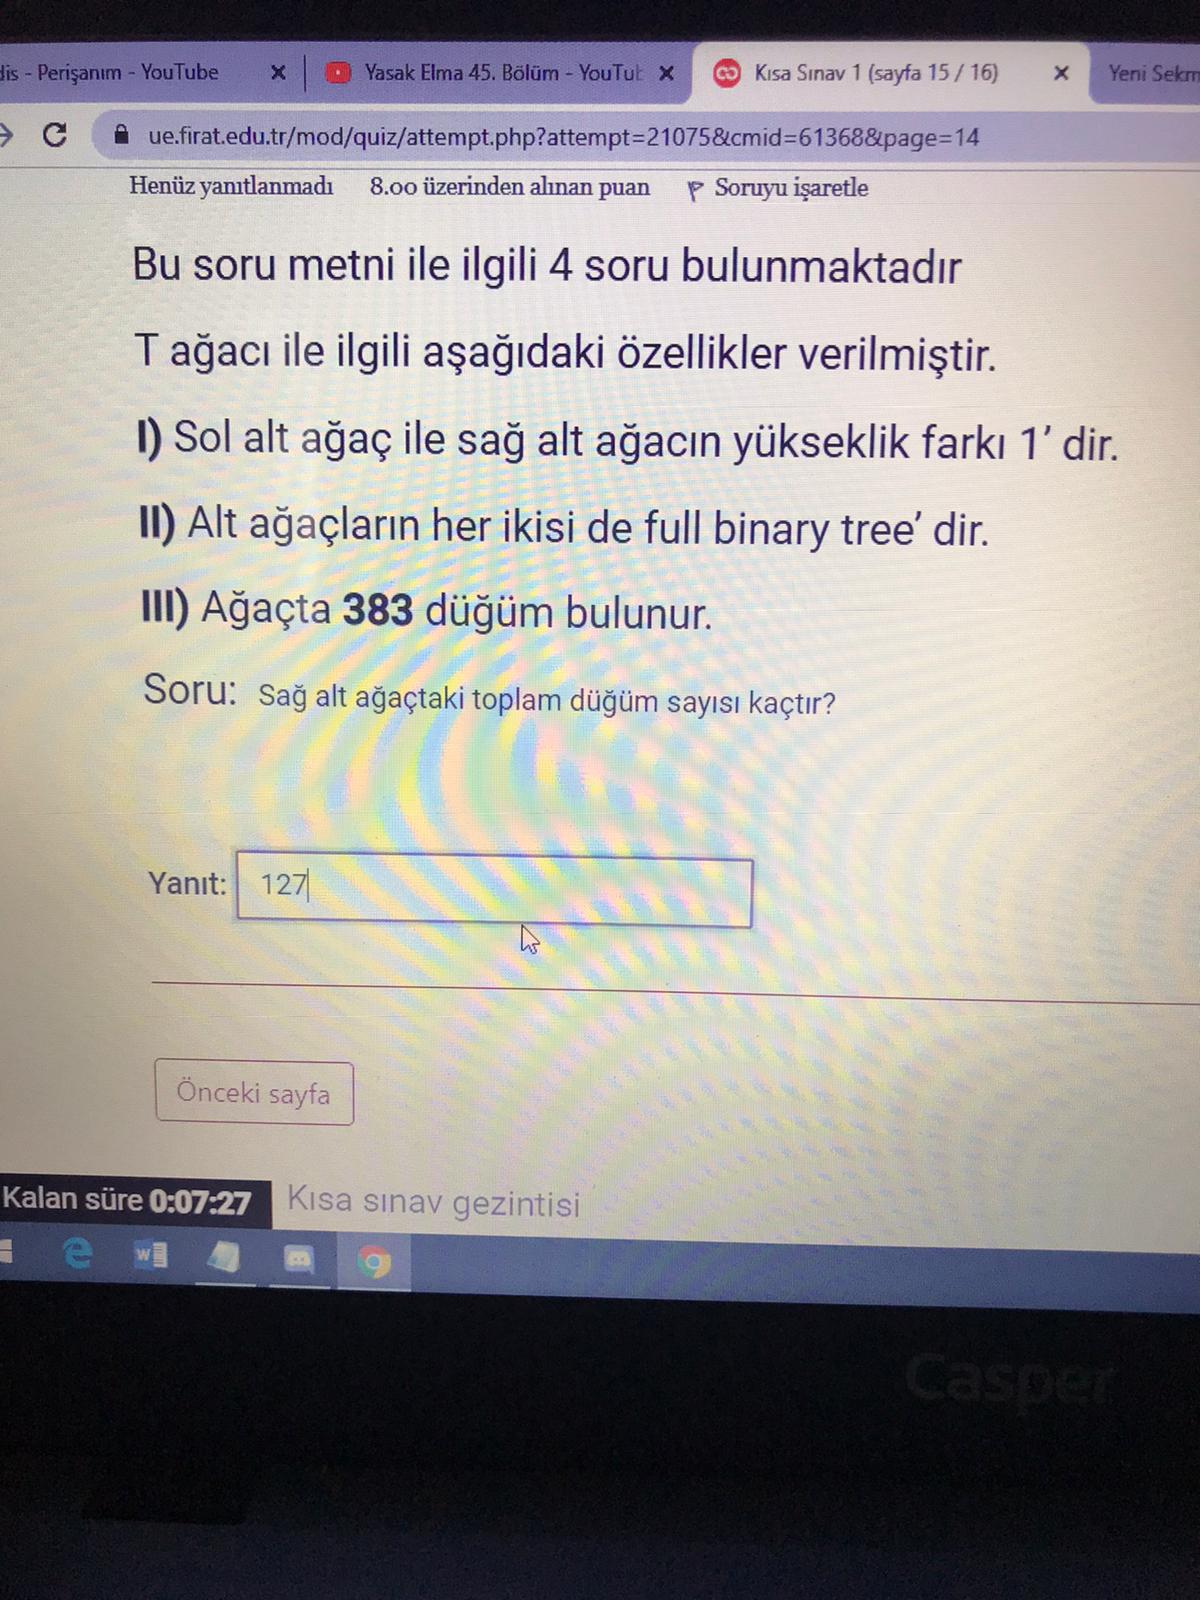 dis - Perişanım - YouTube
Yasak Elma 45. Bölüm - YouTub
Kısa Sınav 1 (sayfa 15 / 16)
Yeni Sekm
ue.firat.edu.tr/mod/quiz/attempt.php?attempt=21075&cmid=61368&page=14
Henüz yanıtlanmadı 8.00 üzerinden alınan puan Soruyu işaretle
Bu soru metni ile ilgili 4 soru bulunmaktadır
T ağacı ile ilgili aşağıdaki özellikler verilmiştir.
I) Sol alt ağaç ile sağ alt ağacın yükseklik farkı 1' dir.
II) Alt ağaçların her ikisi de full binary tree' dir.
III) Ağaçta 383 düğüm bulunur.
Soru: Sağ alt ağaçtaki toplam düğüm sayısı kaçtır?
Yanıt: 127
Önceki sayfa
Kalan süre 0:07:27
Kısa sınav gezintisi
Casper